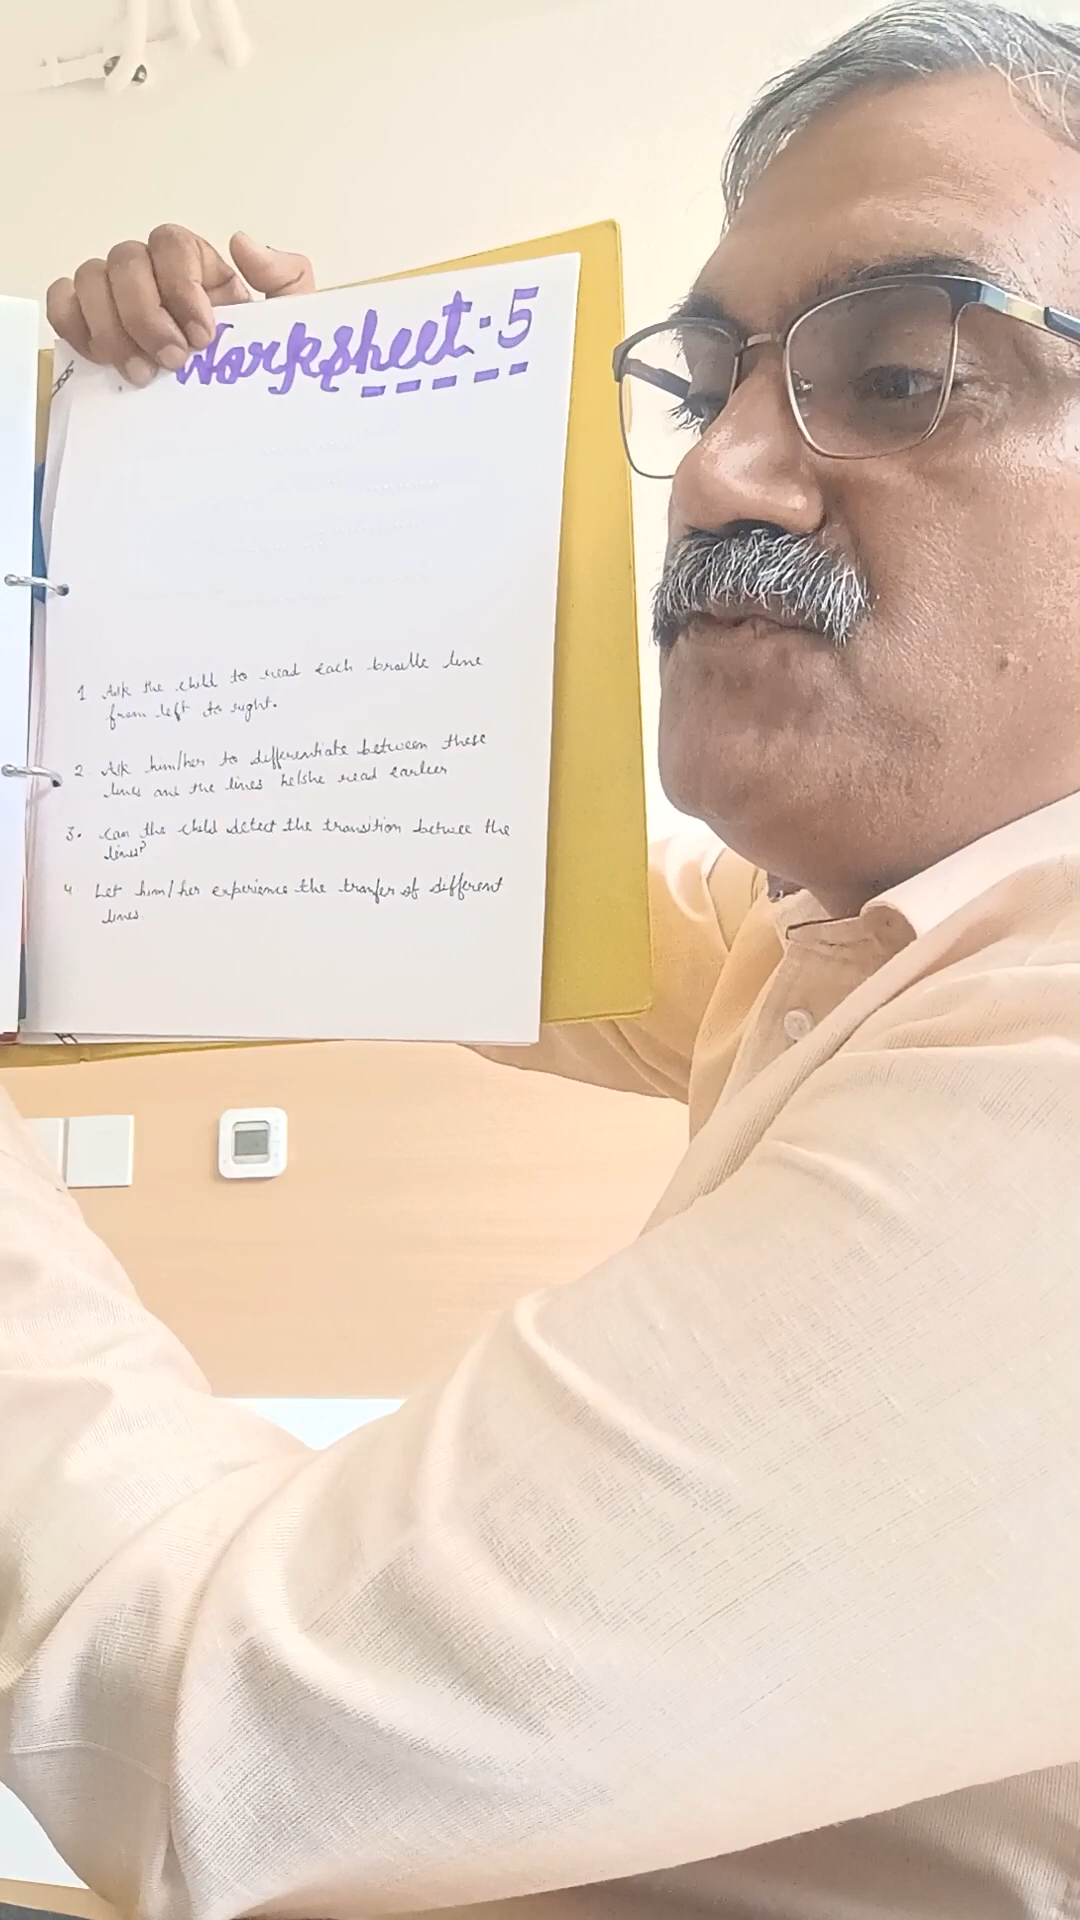 Worksheet-5
1 Ask the child to read each braille line
from left to right.
2. Ask him/her to differentiate between these
lines and the lines he/she read earlier
3. Can the child detect the transition betwee the
lines?
4 Let him/her experience the tranfer of different
lines.